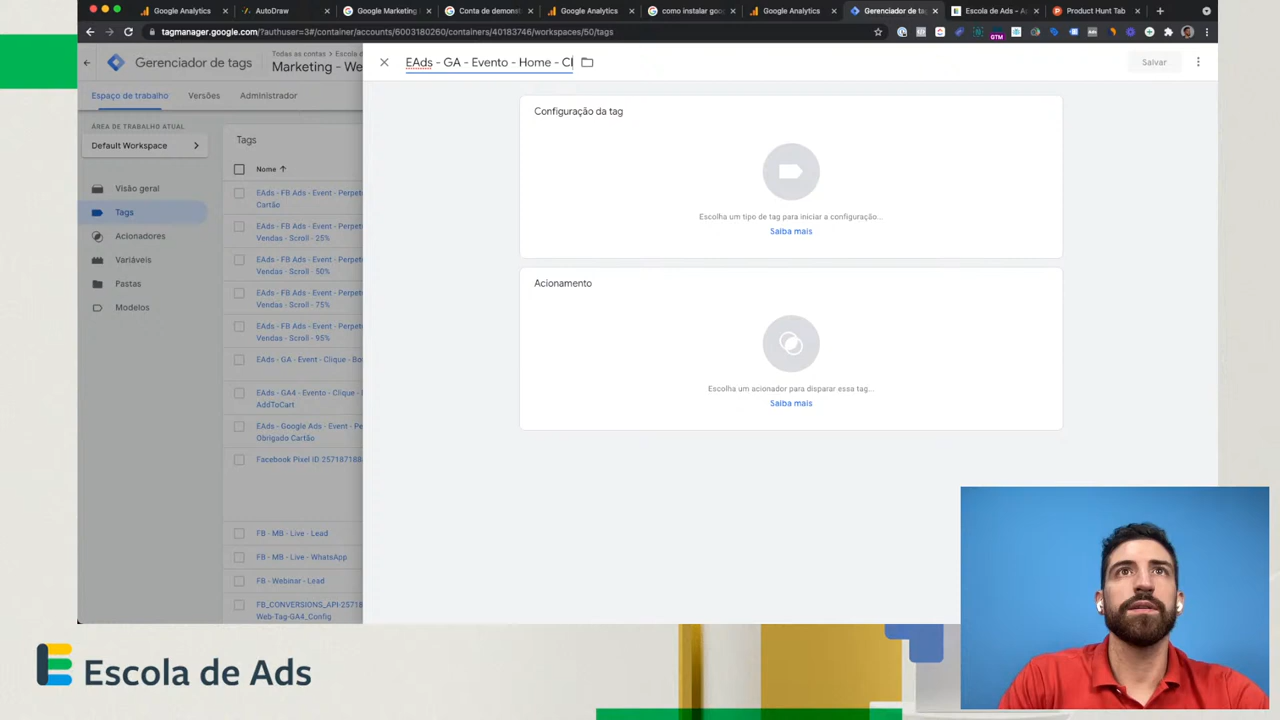 Google Analytics
AutoDraw
Google Marketing
Conta de demonst
Google Analytics
como instalar goog
Google Analytics
Gerenciador de tag
Escola de Ads - A
Product Hunt Tab
tagmanager.google.com/?authuser=3#/container/accounts/6003180260/containers/40183746/workspaces/50/tags
Gerenciador de tags
Todas as contas > Escola d
Marketing - We
EAds - GA - Evento - Home - Cl
Salvar
Espaço de trabalho
Versões
Administrador
ÁREA DE TRABALHO ATUAL
Default Workspace
Visão geral
Tags
Acionadores
Variáveis
Pastas
Modelos
Tags
Nome
EAds - FB Ads - Event - Perpet
Cartão
EAds - FB Ads - Event - Perpet
Vendas - Scroll - 25%
EAds - FB Ads - Event - Perpet
Vendas - Scroll - 50%
EAds - FB Ads - Event - Perpet
Vendas - Scroll - 75%
EAds - FB Ads - Event - Perpet
Vendas - Scroll - 95%
EAds - GA - Event - Clique - Bo
EAds - GA4 - Evento - Clique -
AddToCart
EAds - Google Ads - Event - Pe
Obrigado Cartão
Facebook Pixel ID 257187188
FB - MB - Live - Lead
FB - MB - Live - WhatsApp
FB - Webinar - Lead
FB_CONVERSIONS_API-25718
Web-Tag-GA4_Config
Configuração da tag
Escolha um tipo de tag para iniciar a configuração...
Saiba mais
Acionamento
Escolha um acionador para disparar essa tag...
Saiba mais
GTM
Escola de Ads